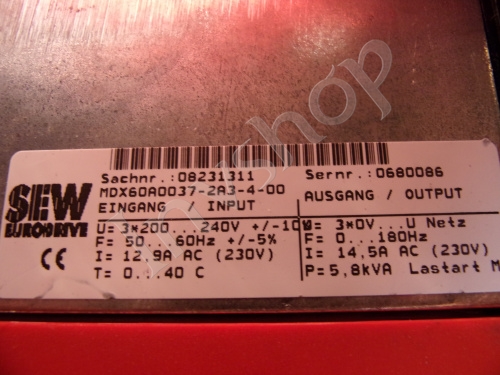 Sachnr.:08231311 Sernr.:0680086
MDX60A0037-2A3-4-00
EINGANG / INPUT AUSGANG / OUTPUT
U= 3*200...240V +/-10% U= 3*0V...U Netz
F= 50...60Hz +/-5% F= 0...180Hz
I= 12,9A AC (230V) I= 14,5A AC (230V)
T= 0...40 C P= 5,8kVA Lastart M
SEW
EURODRIVE
CE